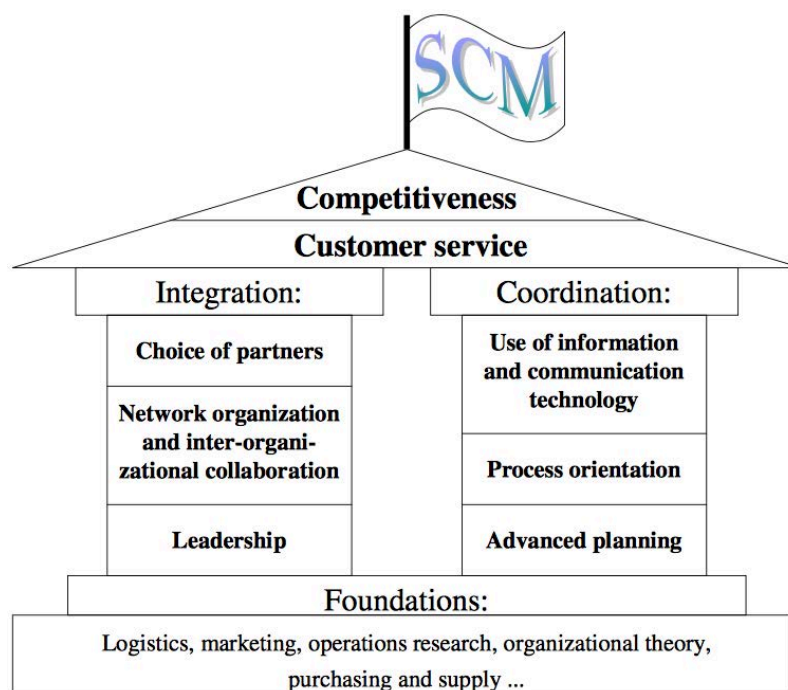 SCM
Competitiveness
Customer service
Integration:
Choice of partners
Network organization
and inter-organi-
zational collaboration
Leadership
Coordination:
Use of information
and communication
technology
Process orientation
Advanced planning
Foundations:
Logistics, marketing, operations research, organizational theory,
purchasing and supply ...